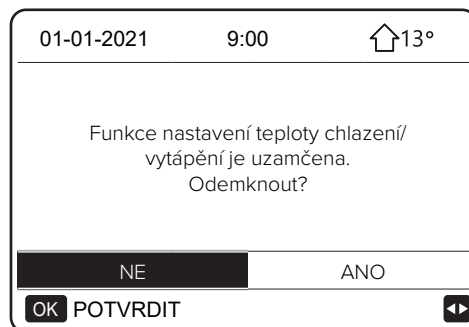 01-01-2021 9:00 13°
Funkce nastavení teploty chlazení/
vytápění je uzamčena.
Odemknout?
NE ANO
OK POTVRDIT